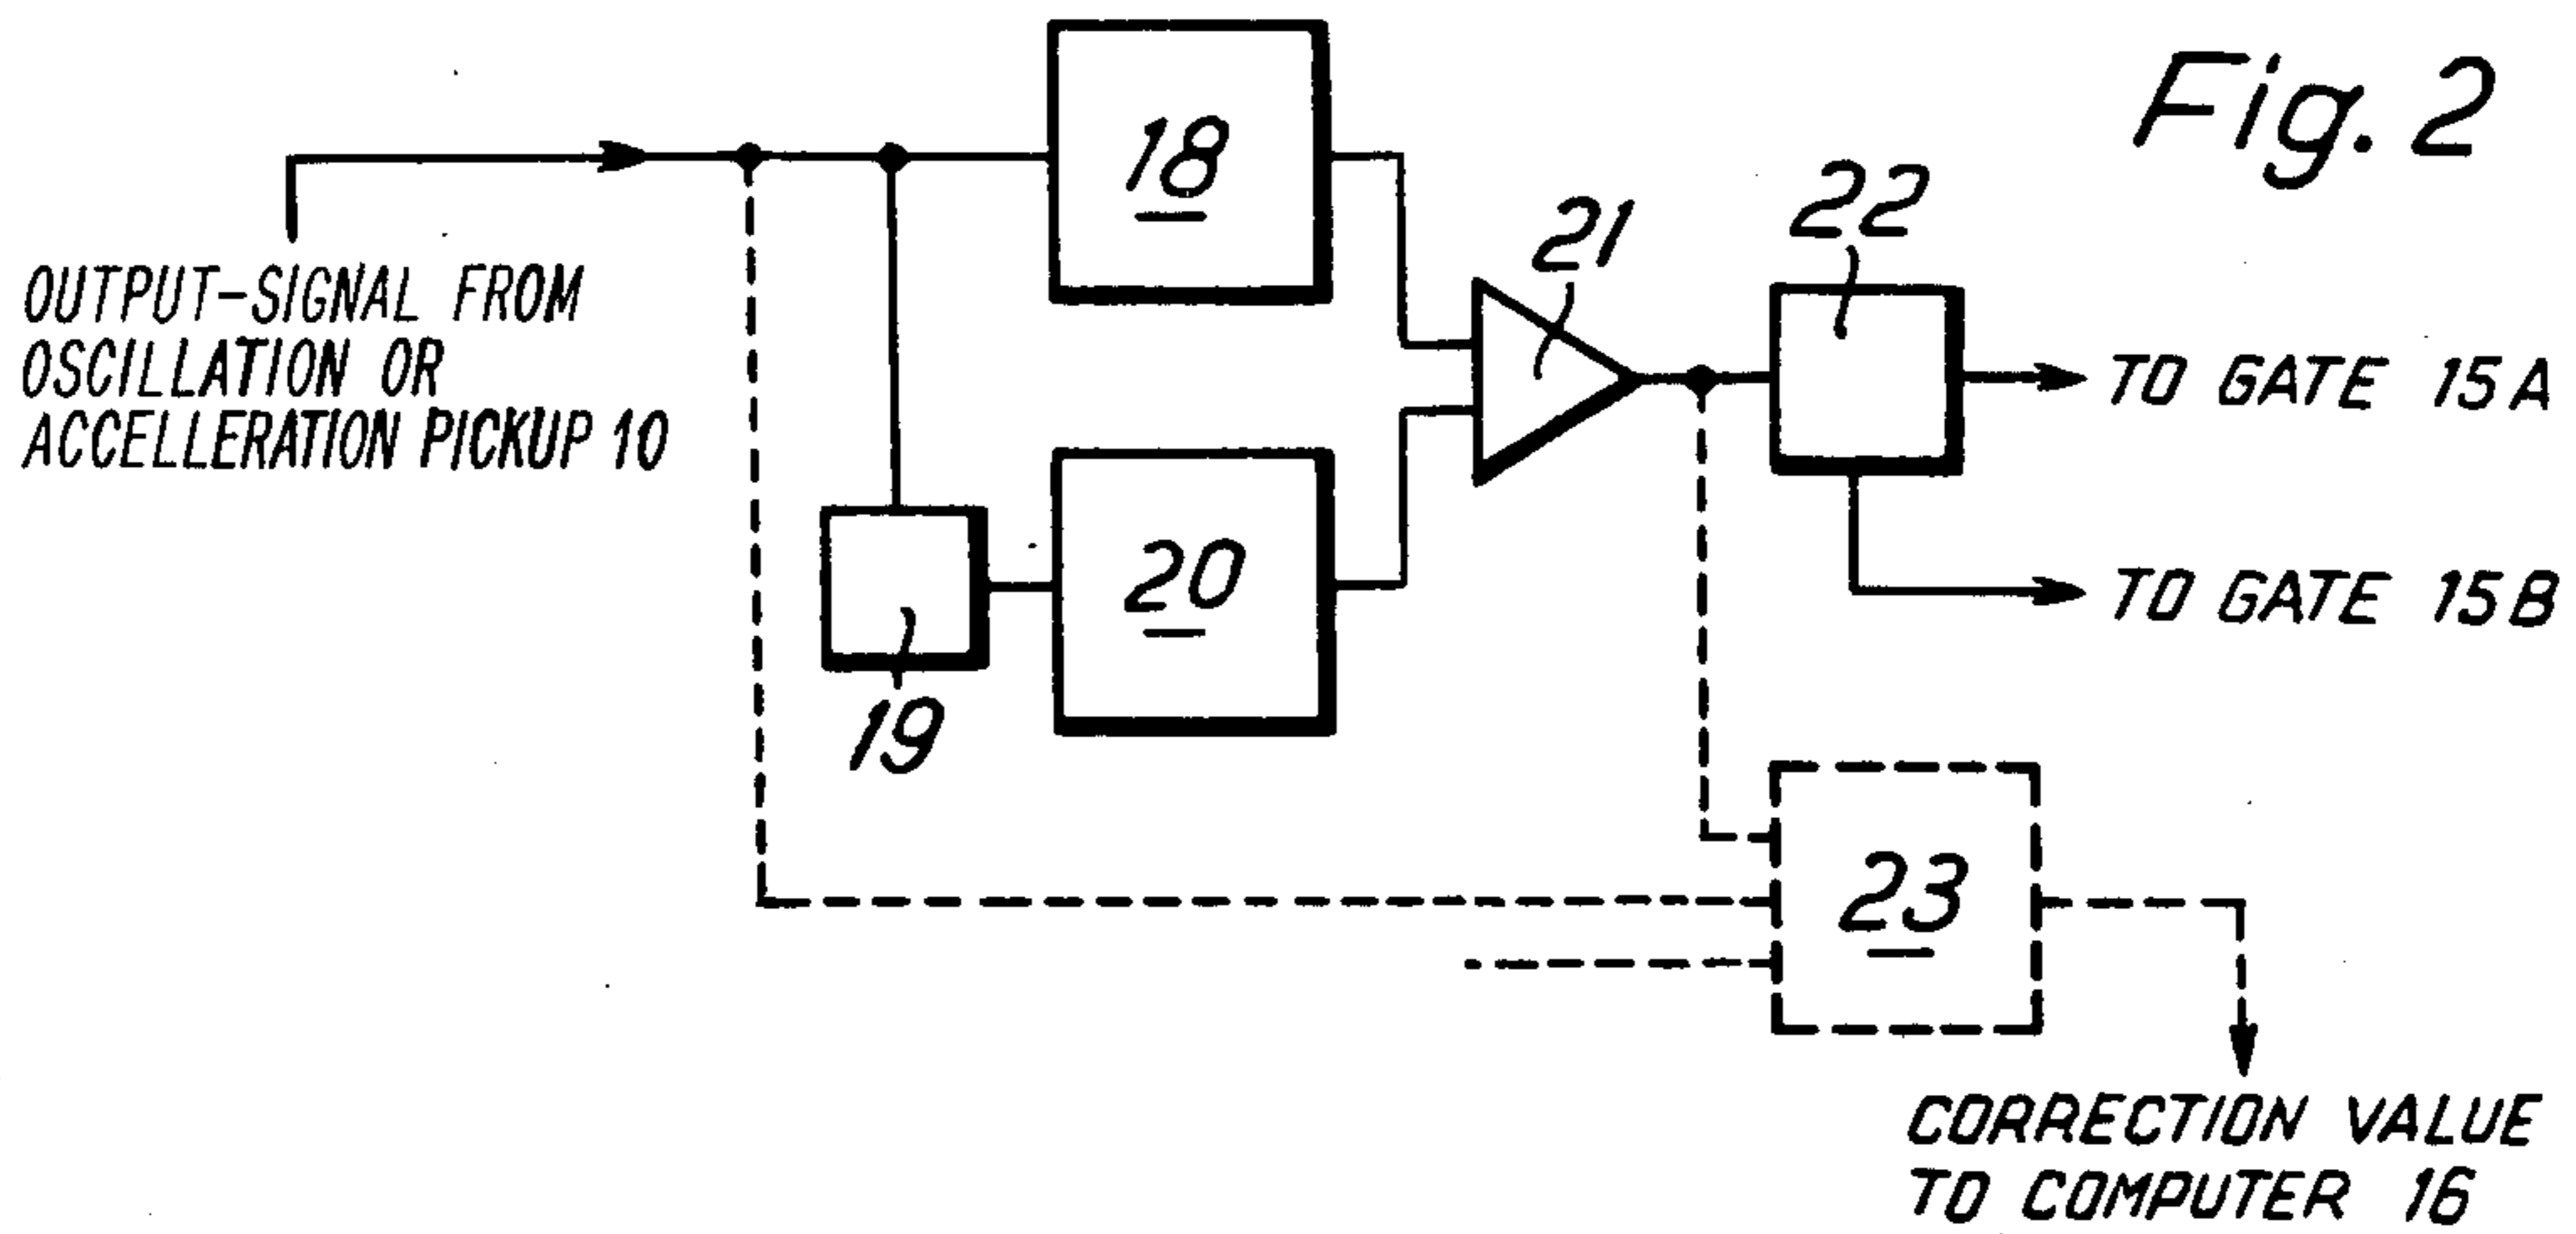 Fig. 2
18
21
22
OUTPUT-SIGNAL FROM
OSCILLATION OR
ACCELLERATION PICKUP 10
TO GATE 15A
20
TO GATE 15B
19
23
CORRECTION VALUE
TO COMPUTER 16